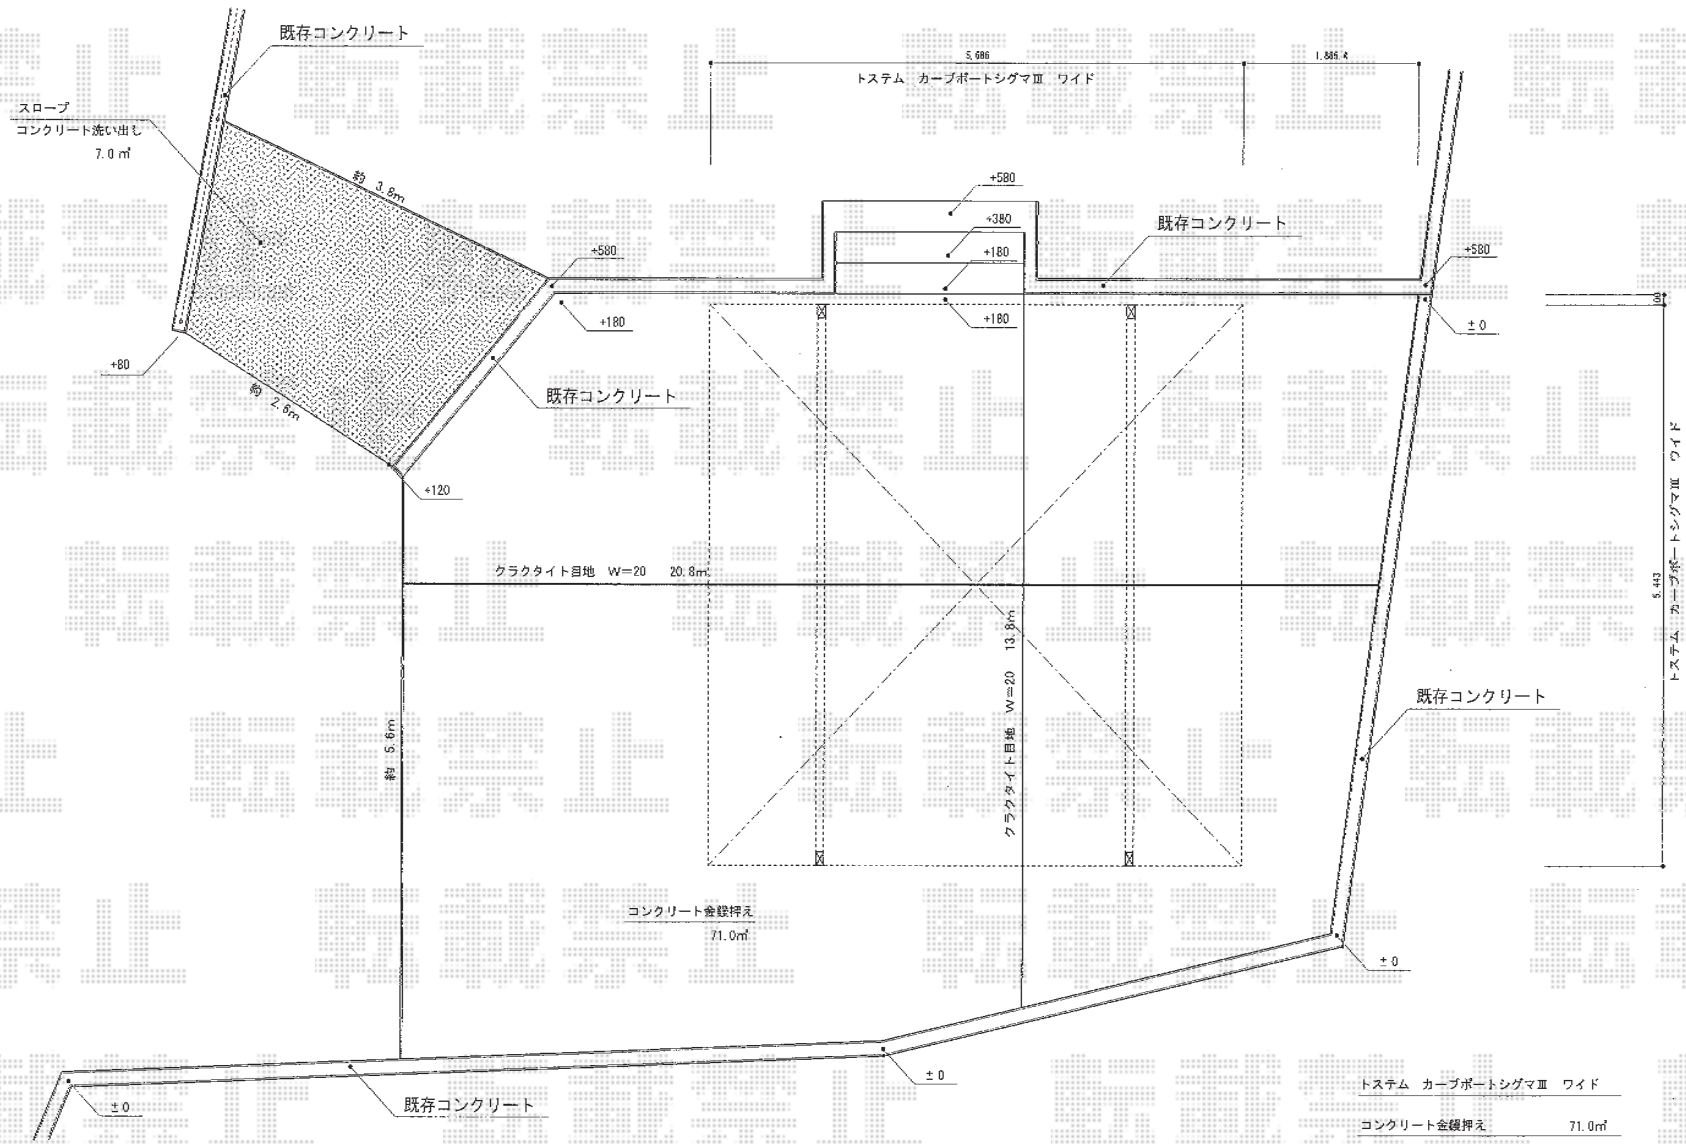 既存コンクリート
スロープ
コンクリート洗い出し
7.0㎡
約 3.8m
5,686
トステム カーブポートシグマⅢ ワイド
+580
+380
既存コンクリート
+180
+180
+580
+580
+180
±0
+80
約 2.6m
既存コンクリート
+120
クラクタイト目地 W=20 20.8m
クラクタイト目地 W=20 13.8m
約 5.6m
5,443
トステム カーブポートシグマⅢ ワイド
既存コンクリート
コンクリート金鏝押え
71.0㎡
±0
±0
±0
既存コンクリート
トステム カーブポートシグマⅢ ワイド
コンクリート金鏝押え 71.0㎡
転載禁止